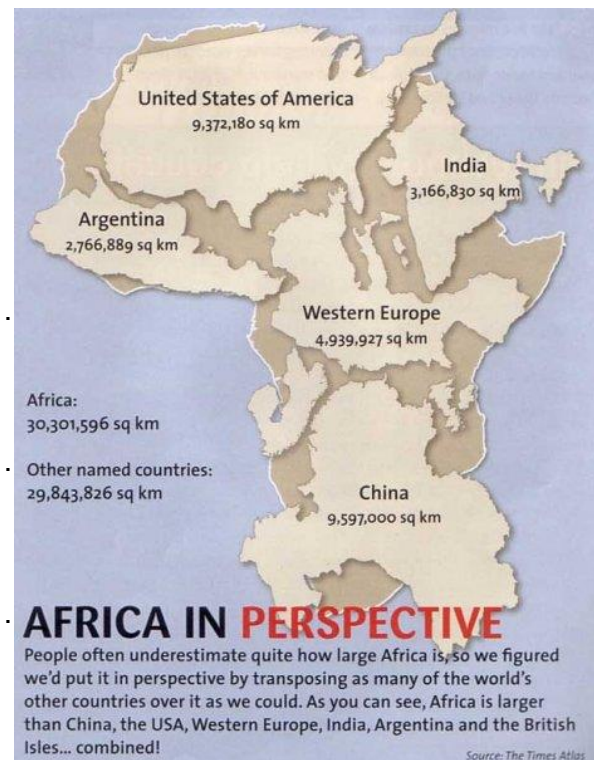 United States of America
9,372,180 sq km
India
3,166,830 sq km
Argentina
2,766,889 sq km
Western Europe
4,939,927 sq km
Africa:
30,301,596 sq km
Other named countries:
29,843,826 sq km
China
9,597,000 sq km
AFRICA IN PERSPECTIVE
People often underestimate quite how large Africa is, so we figured
we'd put it in perspective by transposing as many of the world's
other countries over it as we could. As you can see, Africa is larger
than China, the USA, Western Europe, India, Argentina and the British
Isles... combined!
Source: The Times Atlas